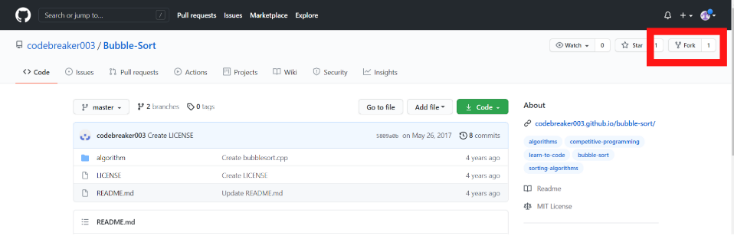 Search or jump to... / Pull requests Issues Marketplace Explore
codebreaker003 / Bubble-Sort Watch 0 Star 1 Fork 1
Code Issues Pull requests Actions Projects Wiki Security Insights
master 2 branches 0 tags Go to file Add file Code
About
codebreaker003 Create LICENSE on May 26, 2017 8 commits
codebreaker003.github.io/bubble-sort/
algorithm Create bubblesort.cpp 4 years ago
algorithms competitive-programming
LICENSE Create LICENSE 4 years ago
learn-to-code bubble-sort
README.md Update README.md 4 years ago
sorting-algorithms
Readme
README.md
MIT License